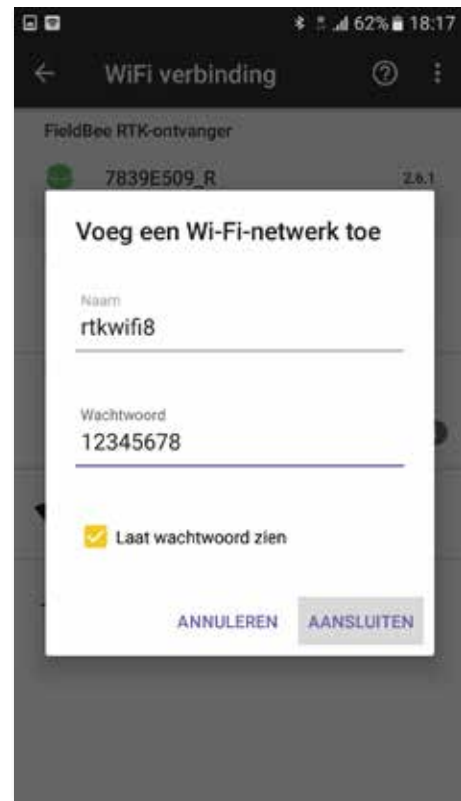 62% 18:17
WiFi verbinding
FieldBee RTK-ontvanger
7839E509_R 2.6.1
Voeg een Wi-Fi-netwerk toe
Naam
rtkwifi8
Wachtwoord
12345678
Laat wachtwoord zien
ANNULEREN AANSLUITEN